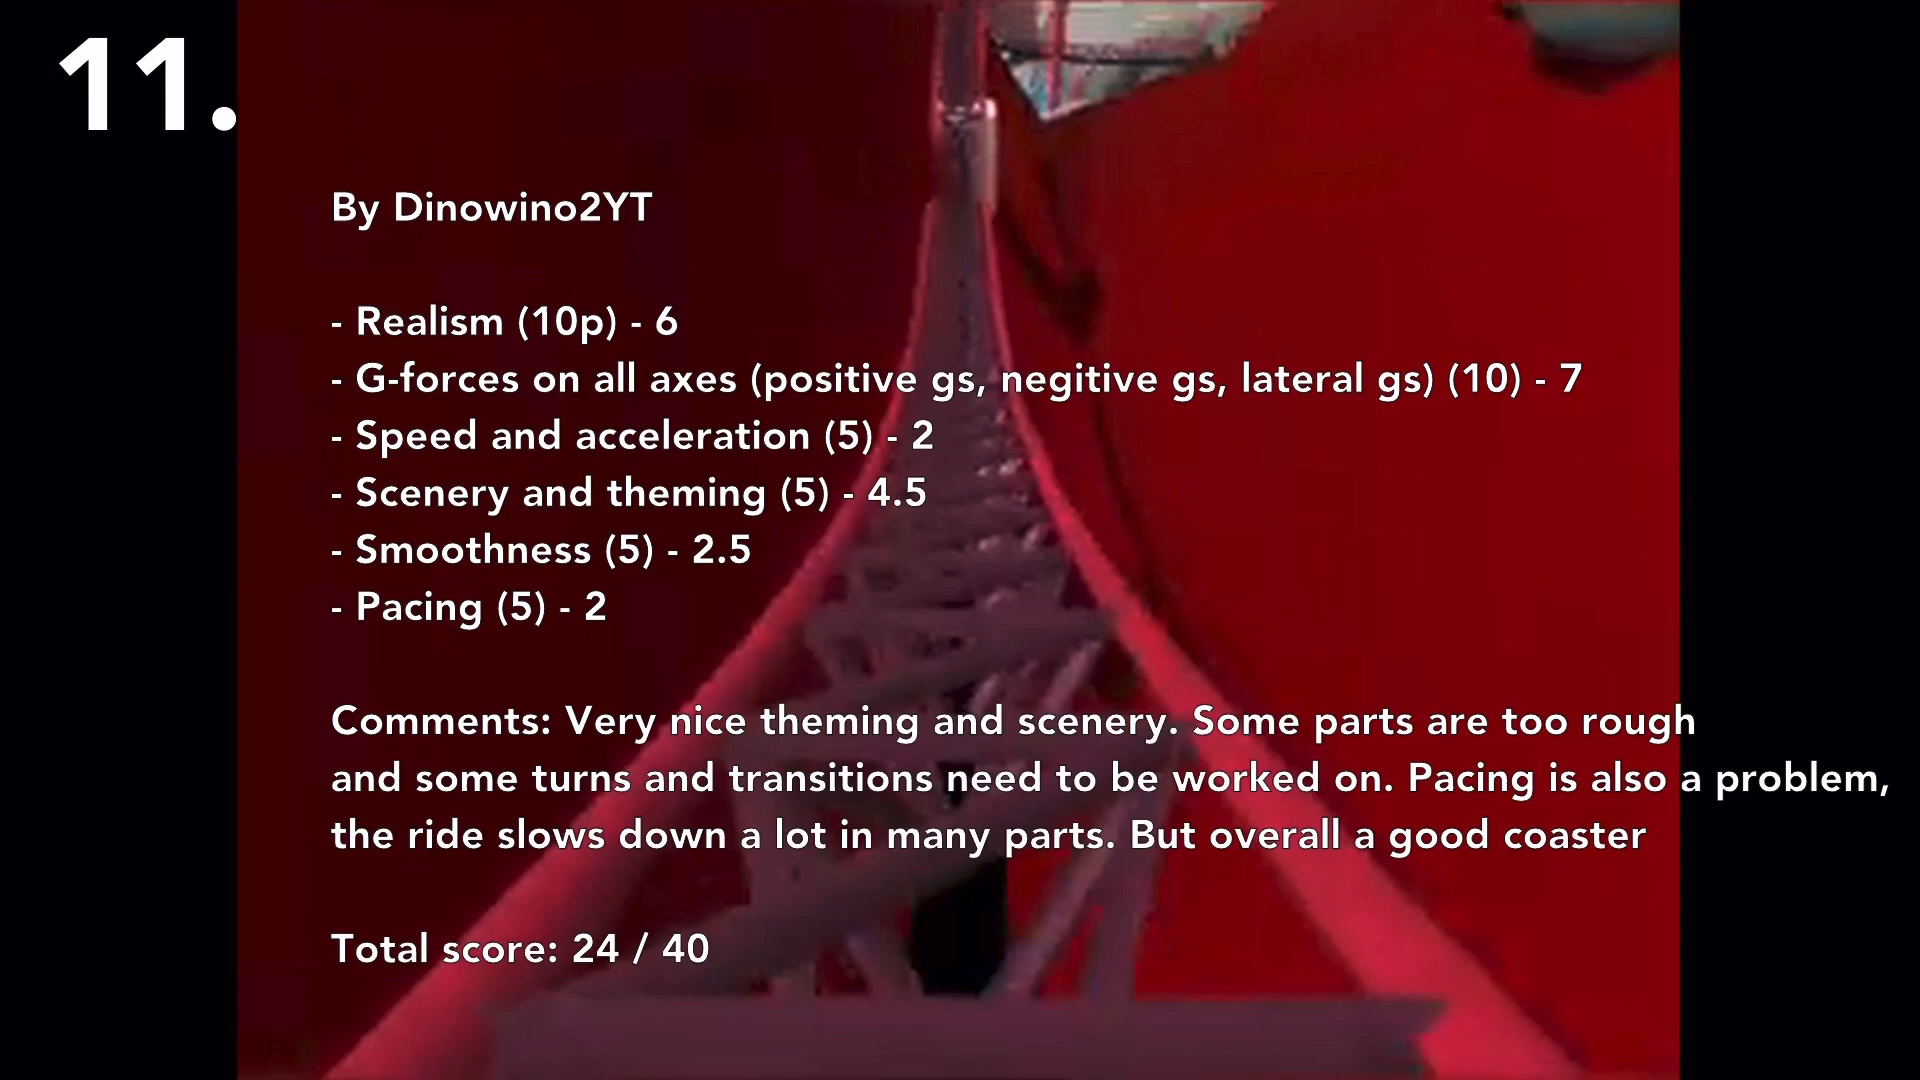 11.
By Dinowino2YT
- Realism (10p) - 6
- G-forces on all axes (positive gs, negitive gs, lateral gs) (10) - 7
- Speed and acceleration (5) - 2
- Scenery and theming (5) - 4.5
- Smoothness (5) - 2.5
- Pacing (5) - 2
Comments: Very nice theming and scenery. Some parts are too rough
and some turns and transitions need to be worked on. Pacing is also a problem,
the ride slows down a lot in many parts. But overall a good coaster
Total score: 24 / 40